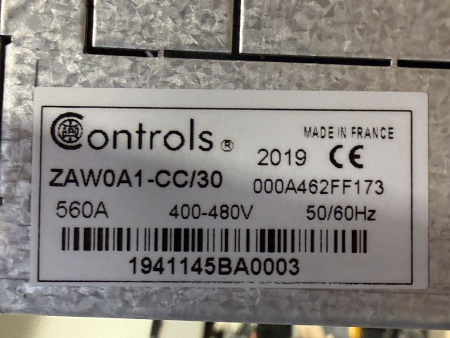 Controls ®
MADE IN FRANCE
2019 CE
ZAW0A1-CC/30 000A462FF173
560A 400-480V 50/60Hz
1941145BA0003